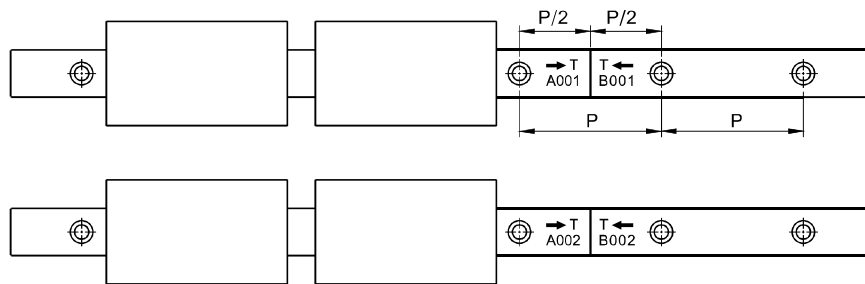 P/2 P/2
→ T T ←
A001 B001
P P
→ T T ←
A002 B002